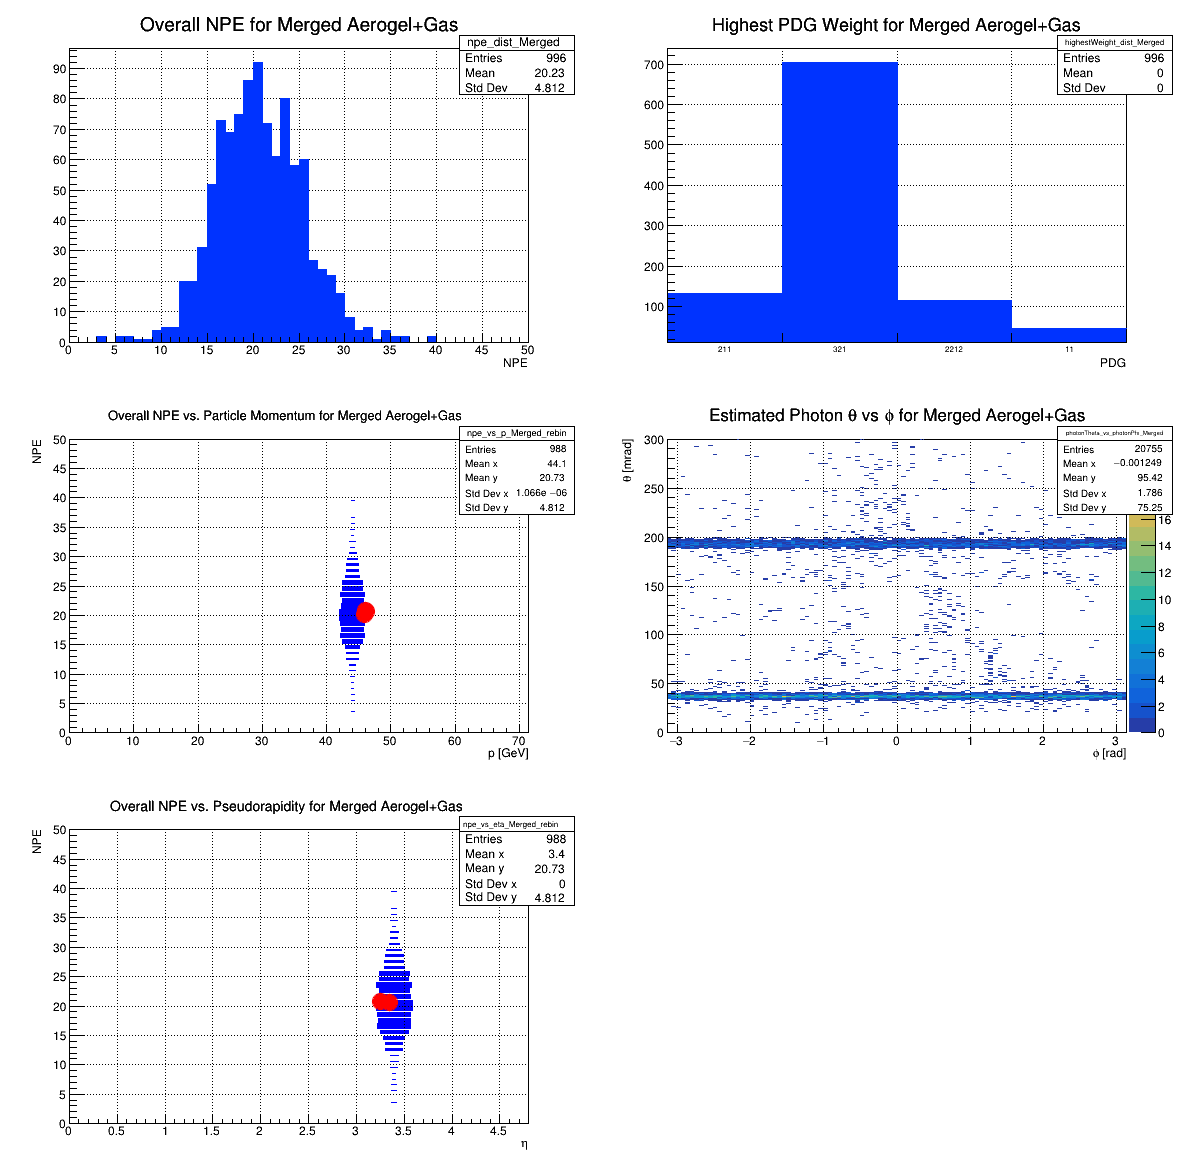 Overall NPE for Merged Aerogel+Gas
npe_dist_Merged
Entries 996
Mean 20.23
Std Dev 4.812
90
80
70
60
50
40
30
20
10
0
0 5 10 15 20 25 30 35 40 45 50
NPE
Highest PDG Weight for Merged Aerogel+Gas
highestWeight_dist_Merged
Entries 996
Mean 0
Std Dev 0
700
600
500
400
300
200
100
211 321 2212 11
PDG
Overall NPE vs. Particle Momentum for Merged Aerogel+Gas
npe_vs_p_Merged_rebin
Entries 988
Mean x 44.1
Mean y 20.73
Std Dev x 1.066e −06
Std Dev y 4.812
NPE
50
45
40
35
30
25
20
15
10
5
0
0 10 20 30 40 50 60 70
p [GeV]
Estimated Photon θ vs ϕ for Merged Aerogel+Gas
photonTheta_vs_photonPhi_Merged
Entries 20755
Mean x −0.001249
Mean y 95.42
Std Dev x 1.786
Std Dev y 75.25
θ [mrad]
300
250
200
150
100
50
0
−3 −2 −1 0 1 2 3
ϕ [rad]
16
14
12
10
8
6
4
2
0
Overall NPE vs. Pseudorapidity for Merged Aerogel+Gas
npe_vs_eta_Merged_rebin
Entries 988
Mean x 3.4
Mean y 20.73
Std Dev x 0
Std Dev y 4.812
NPE
50
45
40
35
30
25
20
15
10
5
0
0 0.5 1 1.5 2 2.5 3 3.5 4 4.5
η